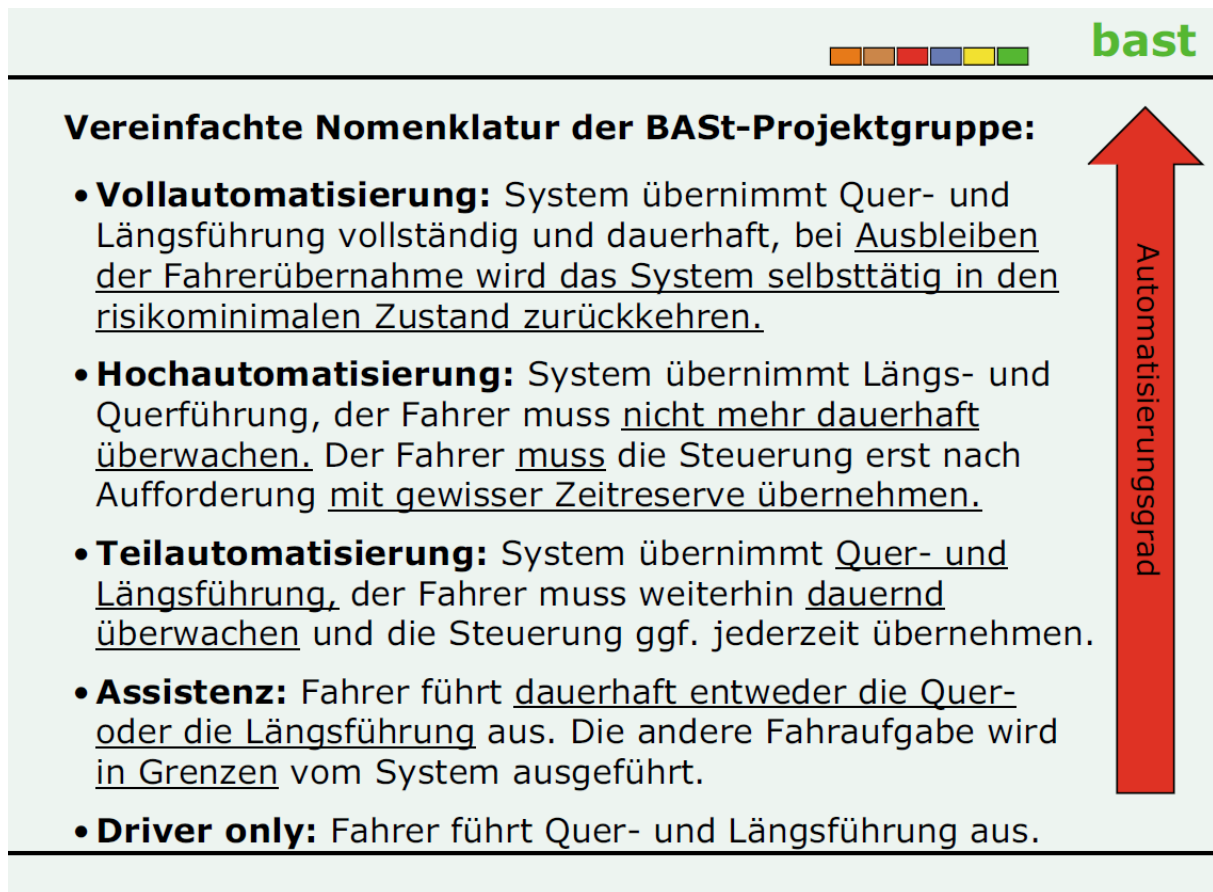 bast
Vereinfachte Nomenklatur der BASt-Projektgruppe:
• Vollautomatisierung: System übernimmt Quer- und
Längsführung vollständig und dauerhaft, bei Ausbleiben
der Fahrerübernahme wird das System selbsttätig in den
risikominimalen Zustand zurückkehren.
• Hochautomatisierung: System übernimmt Längs- und
Querführung, der Fahrer muss nicht mehr dauerhaft
überwachen. Der Fahrer muss die Steuerung erst nach
Aufforderung mit gewisser Zeitreserve übernehmen.
• Teilautomatisierung: System übernimmt Quer- und
Längsführung, der Fahrer muss weiterhin dauernd
überwachen und die Steuerung ggf. jederzeit übernehmen.
• Assistenz: Fahrer führt dauerhaft entweder die Quer-
oder die Längsführung aus. Die andere Fahraufgabe wird
in Grenzen vom System ausgeführt.
• Driver only: Fahrer führt Quer- und Längsführung aus.
Automatisierungsgrad